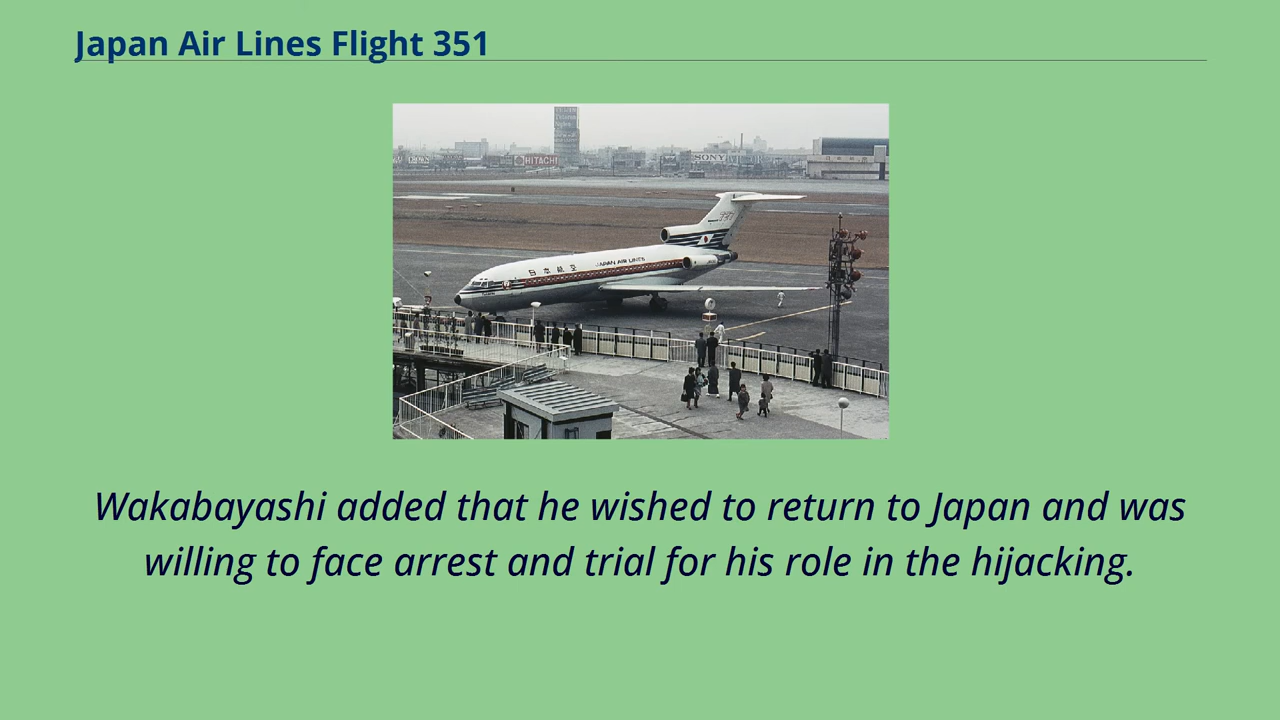 Japan Air Lines Flight 351
HITACHI
SONY
日本航空
JAPAN AIR LINES
Wakabayashi added that he wished to return to Japan and was
willing to face arrest and trial for his role in the hijacking.